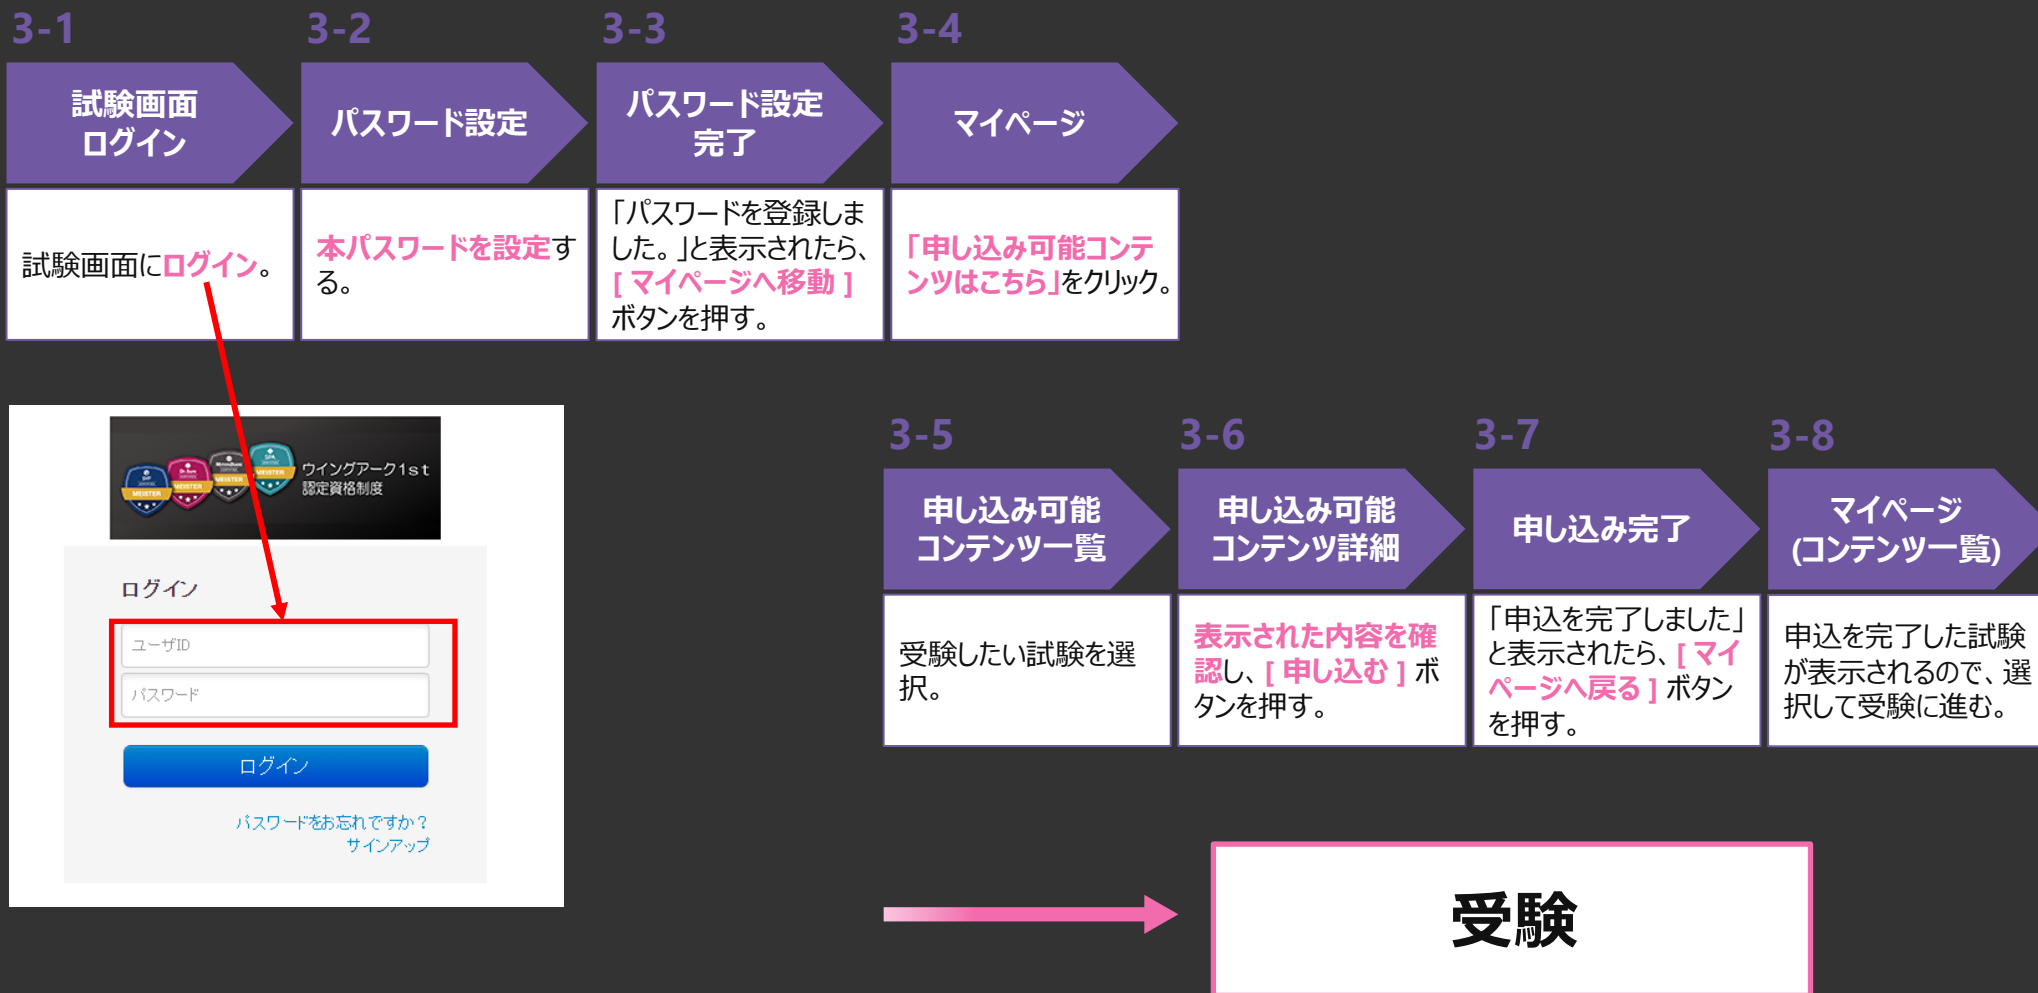 3-1
3-2
3-3
3-4
試験画面
ログイン
パスワード設定
パスワード設定
完了
マイページ
試験画面にログイン。
本パスワードを設定す
る。
「パスワードを登録しま
した。」と表示されたら、
[ マイページへ移動 ]
ボタンを押す。
「申し込み可能コンテ
ンツはこちら」をクリック。
MEISTER
MEISTER
MEISTER
MEISTER
ウイングアーク1st
認定資格制度
ログイン
ユーザID
パスワード
ログイン
パスワードをお忘れですか？
サインアップ
3-5
3-6
3-7
3-8
申し込み可能
コンテンツ一覧
申し込み可能
コンテンツ詳細
申し込み完了
マイページ
(コンテンツ一覧)
受験したい試験を選
択。
表示された内容を確
認し、[ 申し込む ] ボ
タンを押す。
「申込を完了しました」
と表示されたら、[ マイ
ページへ戻る ] ボタン
を押す。
申込を完了した試験
が表示されるので、選
択して受験に進む。
受験